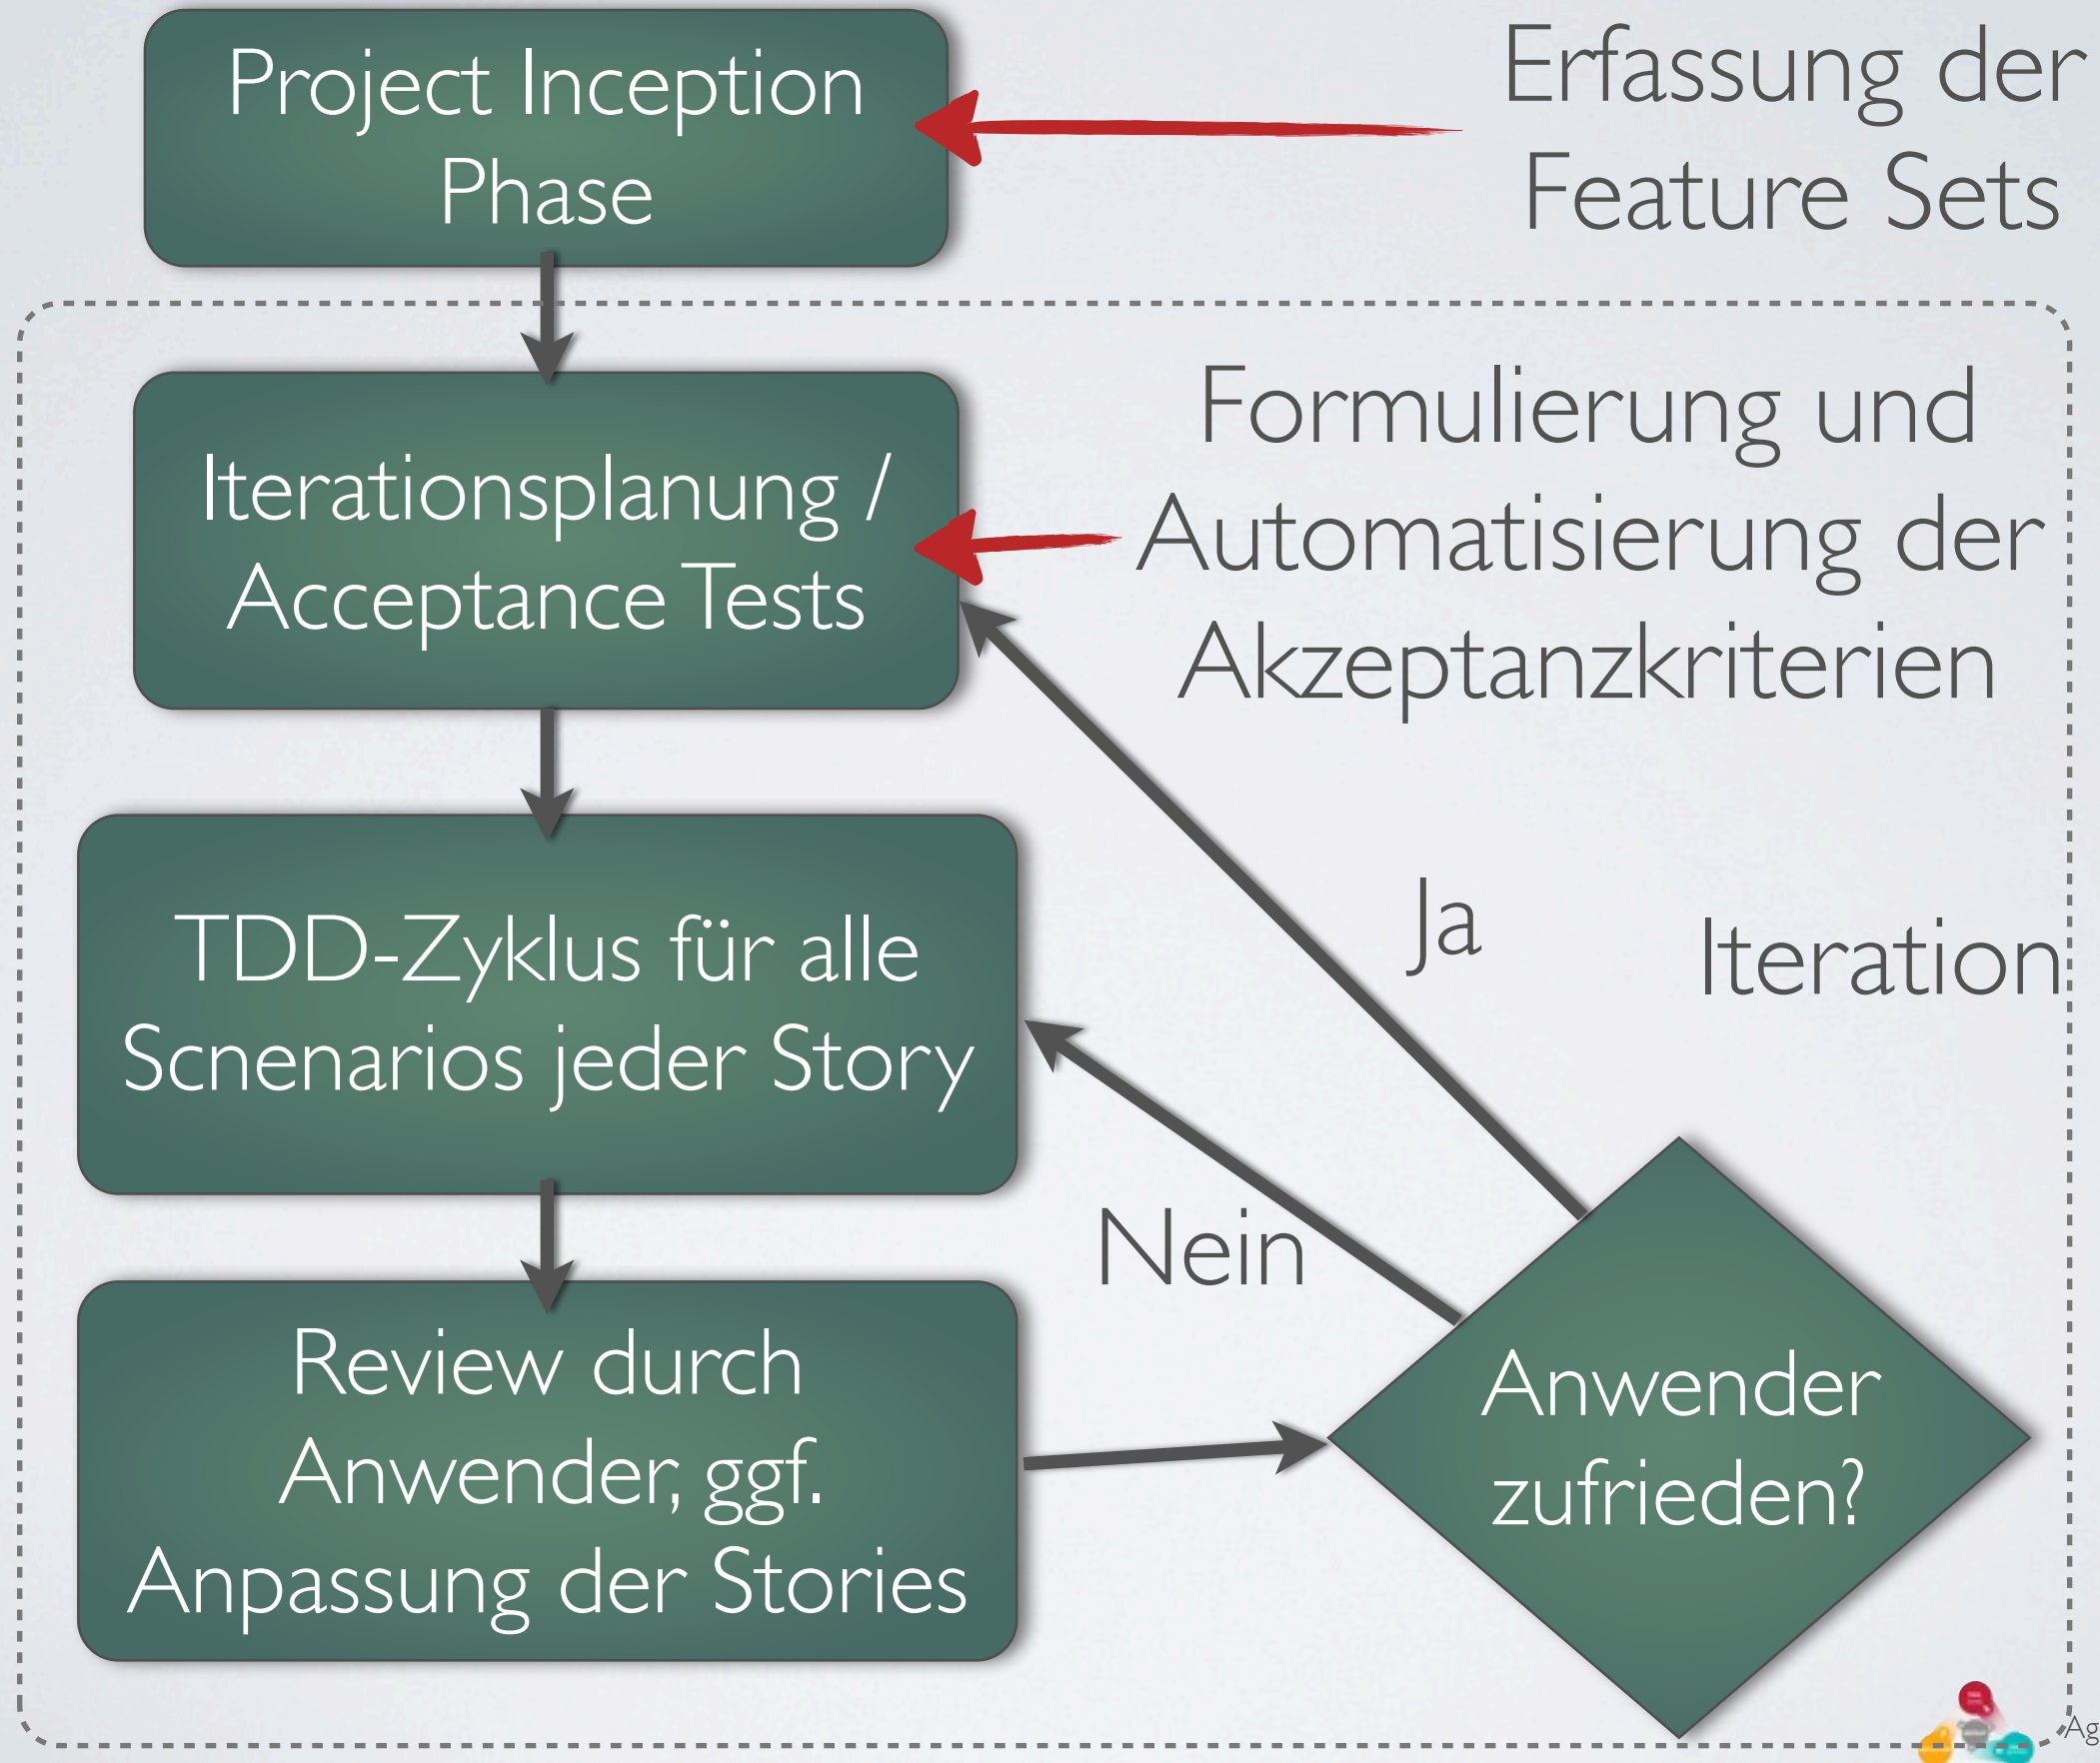 Project Inception
Phase
Erfassung der
Feature Sets
Iterationsplanung /
Acceptance Tests
Formulierung und
Automatisierung der
Akzeptanzkriterien
TDD-Zyklus für alle
Scnenarios jeder Story
Ja
Iteration
Nein
Review durch
Anwender, ggf.
Anpassung der Stories
Anwender
zufrieden?